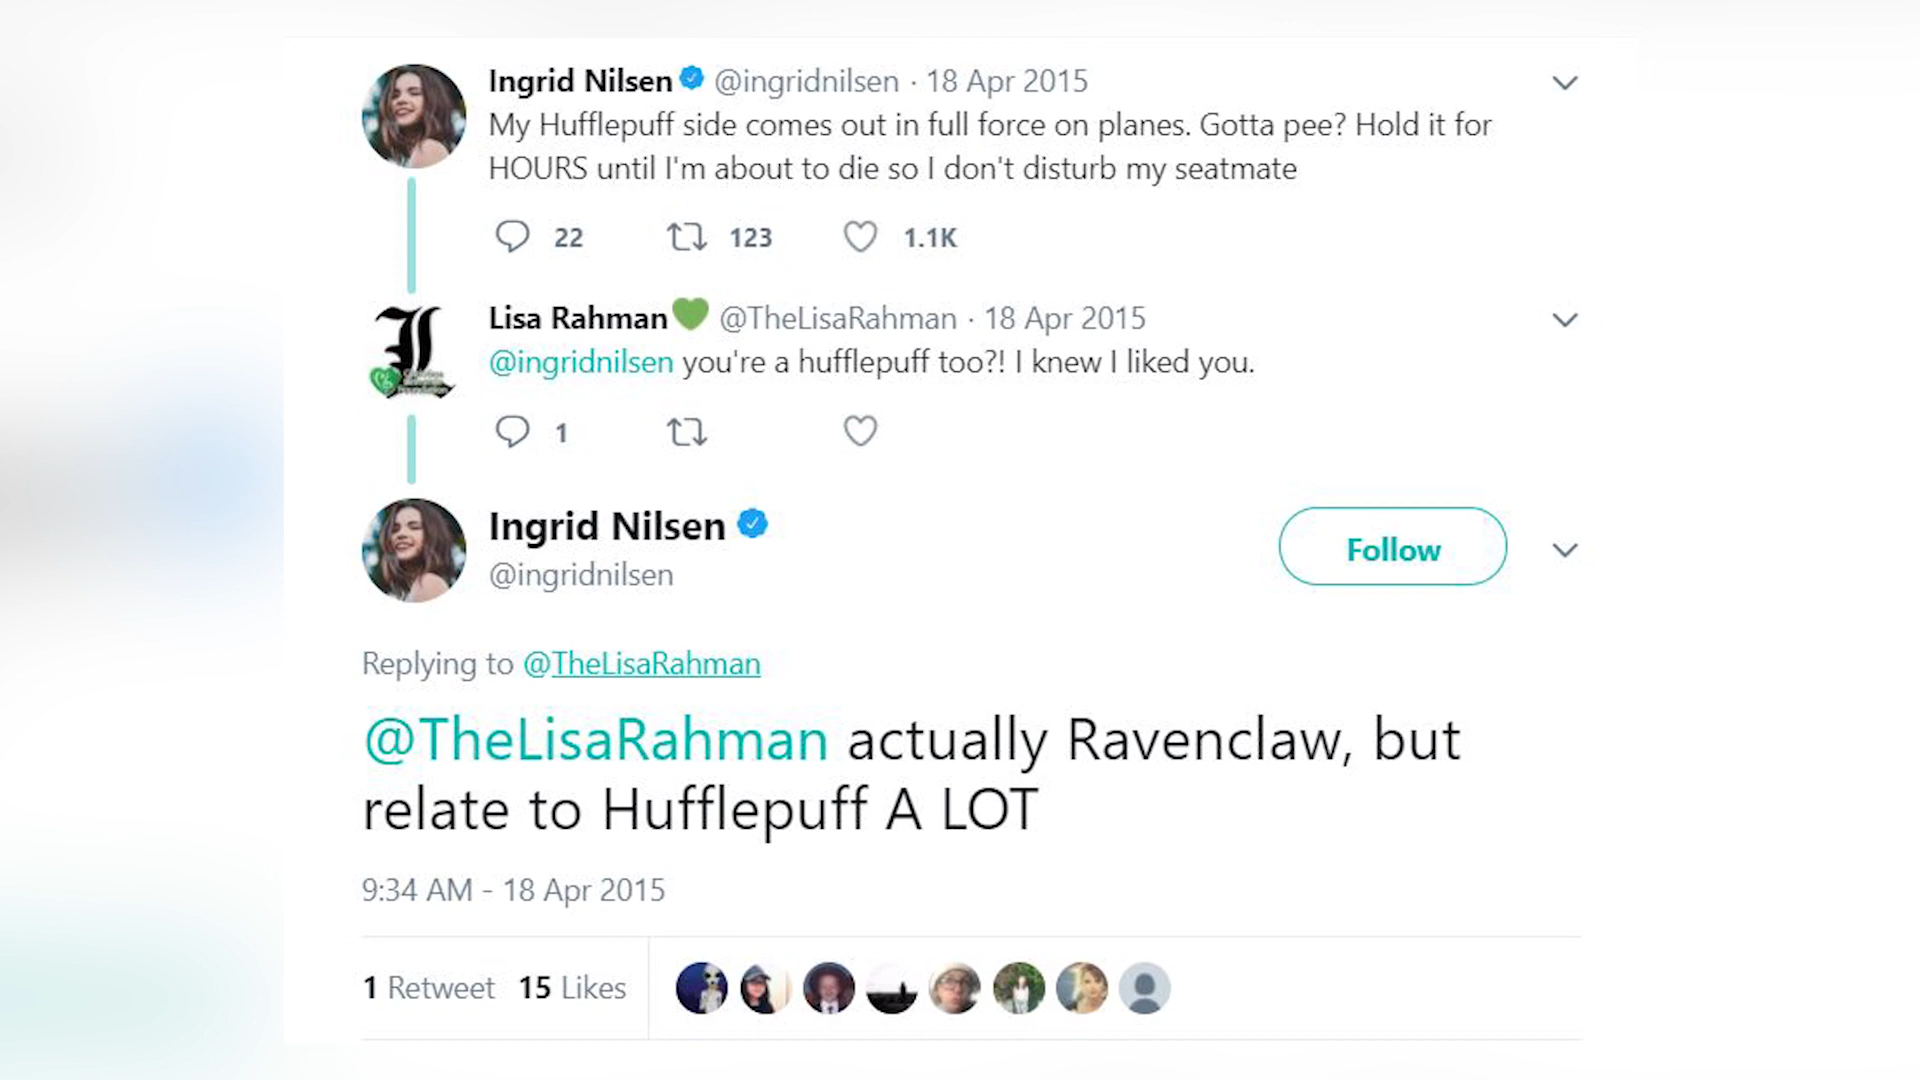 Ingrid Nilsen @ingridnilsen · 18 Apr 2015
My Hufflepuff side comes out in full force on planes. Gotta pee? Hold it for
HOURS until I'm about to die so I don't disturb my seatmate
22 123 1.1K
Lisa Rahman💚 @TheLisaRahman · 18 Apr 2015
@ingridnilsen you're a hufflepuff too?! I knew I liked you.
1
Ingrid Nilsen
@ingridnilsen
Follow
Replying to @TheLisaRahman
@TheLisaRahman actually Ravenclaw, but
relate to Hufflepuff A LOT
9:34 AM - 18 Apr 2015
1 Retweet 15 Likes